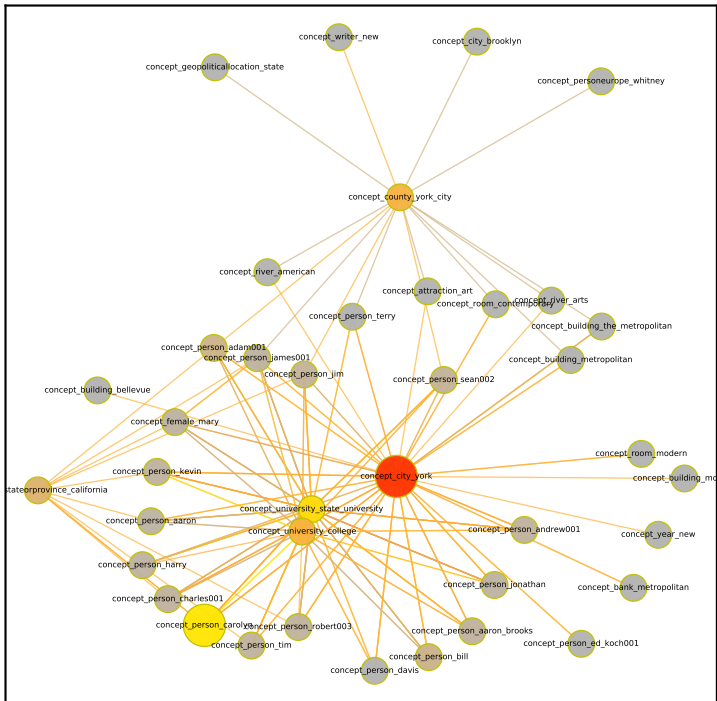 concept_writer_new
concept_city_brooklyn
concept_geopoliticallocation_state
concept_personeurope_whitney
concept_county_york_city
concept_river_american
concept_attraction_art
concept_room_contemporary
concept_river_arts
concept_person_terry
concept_building_the_metropolitan
concept_person_adam001
concept_person_james001
concept_building_metropolitan
concept_person_jim
concept_person_sean002
concept_building_bellevue
concept_female_mary
concept_room_modern
concept_person_kevin
concept_city_york
concept_building_mo
stateorprovince_california
concept_university_state_university
concept_person_aaron
concept_university_college
concept_person_andrew001
concept_year_new
concept_person_harry
concept_person_jonathan
concept_bank_metropolitan
concept_person_charles001
concept_person_carolyn
concept_person_robert003
concept_person_aaron_brooks
concept_person_tim
concept_person_ed_koch001
concept_person_bill
concept_person_davis